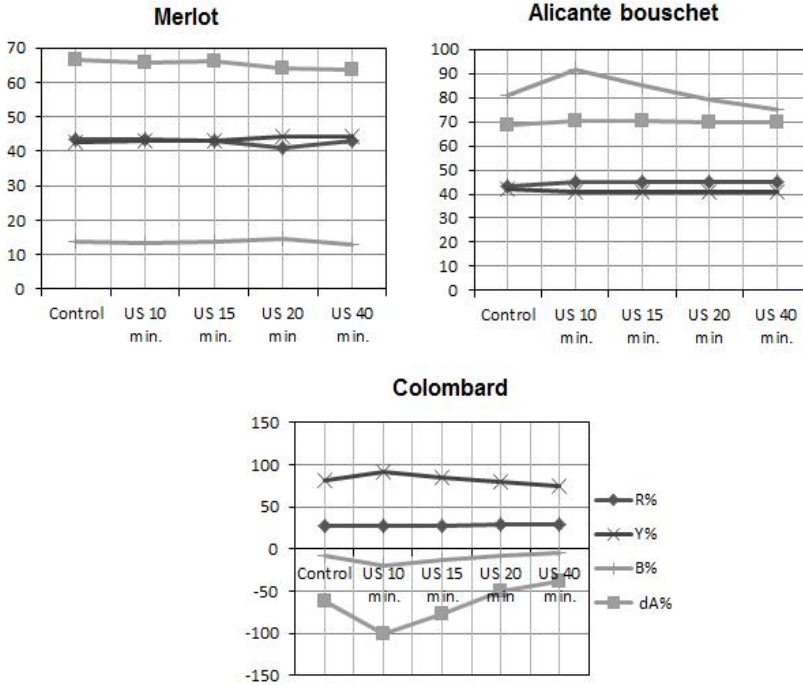 Merlot
70
60
50
40
30
20
10
0
Control US 10 US 15 US 20 US 40
min. min. min min.
Alicante bouschet
100
90
80
70
60
50
40
30
20
10
0
Control US 10 US 15 US 20 US 40
min. min. min min.
Colombard
150
100
50
0
-50
-100
-150
Control US 10 US 15 US 20 US 40
min. min. min min.
R%
Y%
B%
dA%